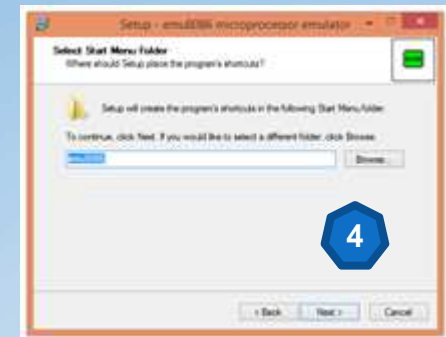 Setup - emu8086 microprocessor emulator
Select Start Menu Folder
Where should Setup place the program's shortcuts?
Setup will create the program's shortcuts in the following Start Menu folder.
To continue, click Next. If you would like to select a different folder, click Browse.
emu8086
Browse...
4
< Back Next > Cancel